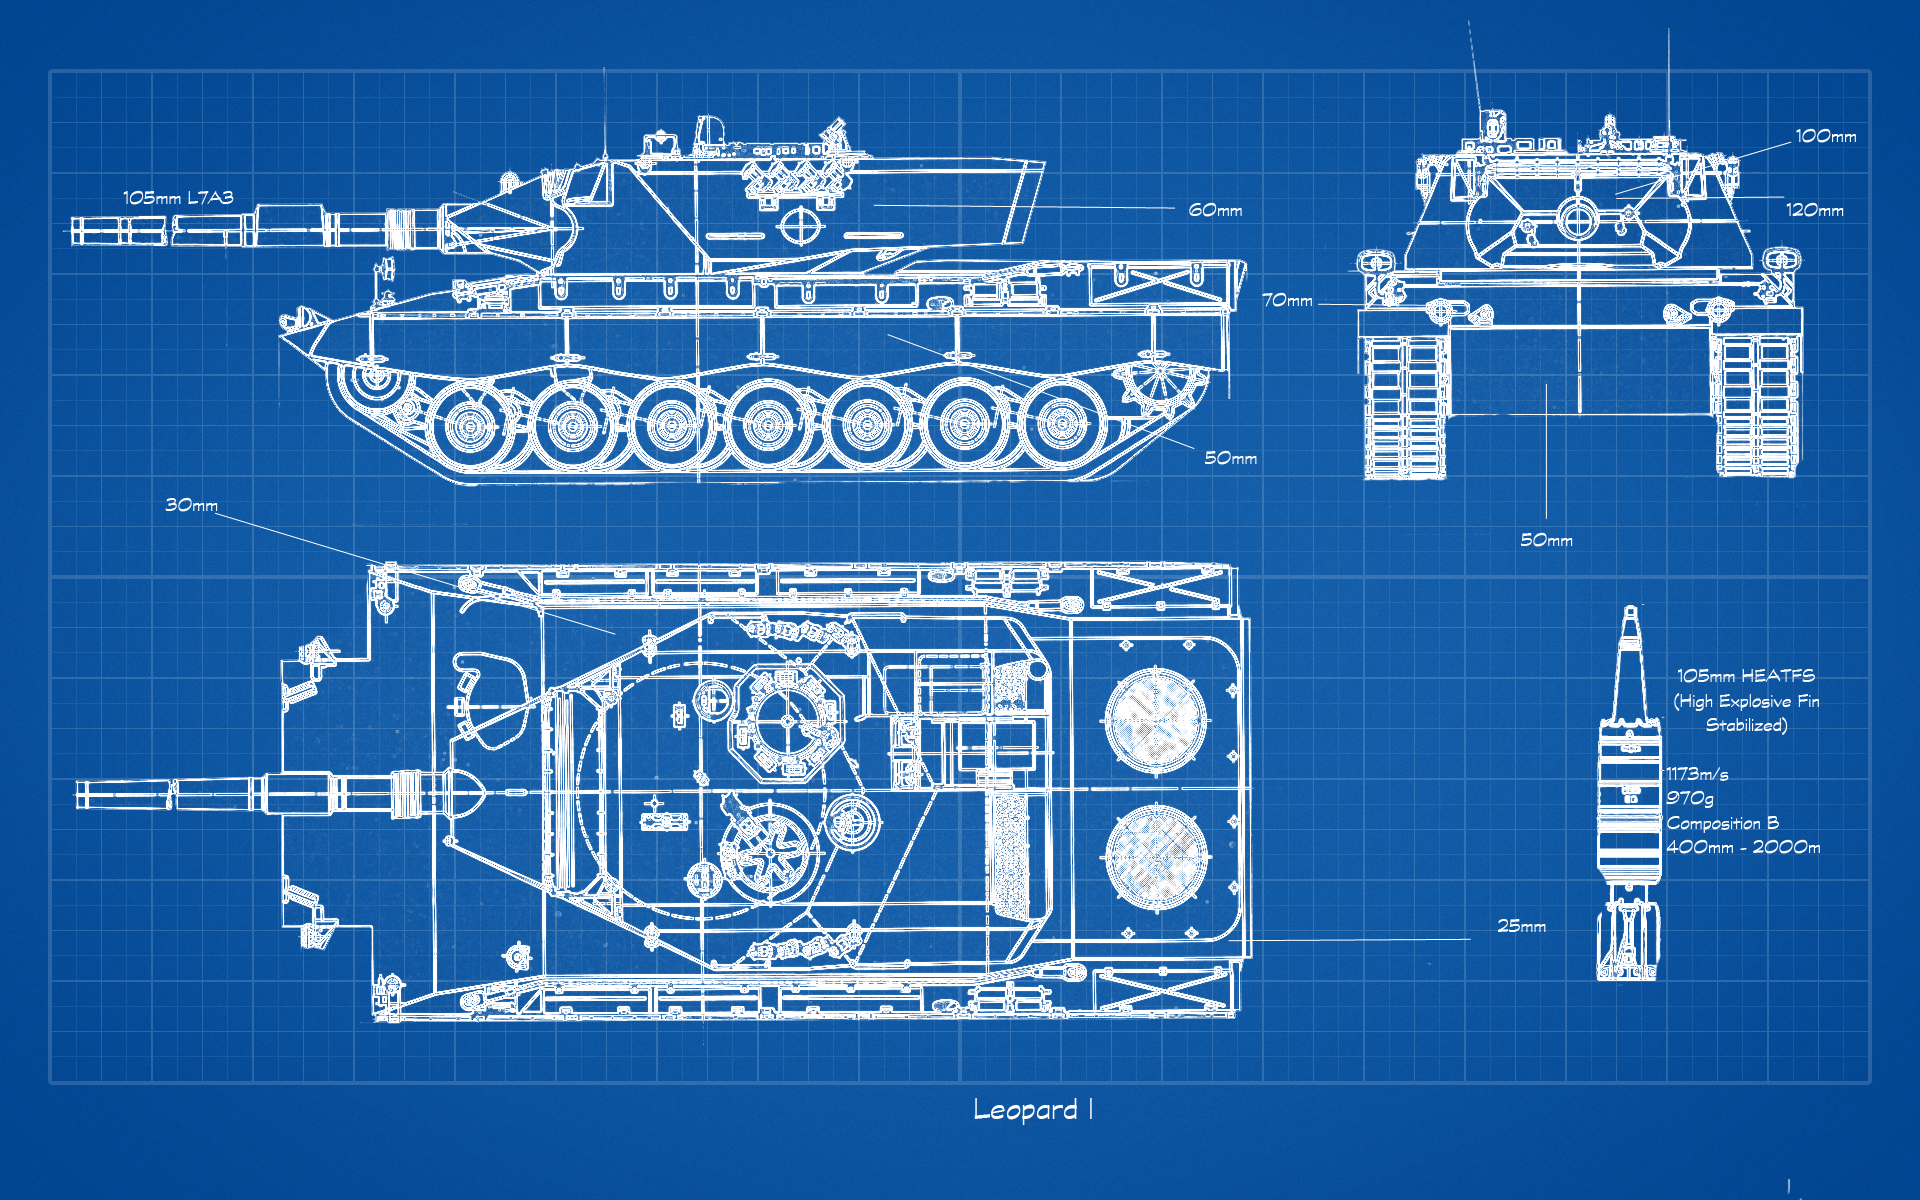 100mm
105mm L7A3
60mm
120mm
70mm
50mm
30mm
50mm
105mm HEATFS
(High Explosive Fin
Stabilized)
1173m/s
970g
Composition B
400mm - 2000m
25mm
Leopard I